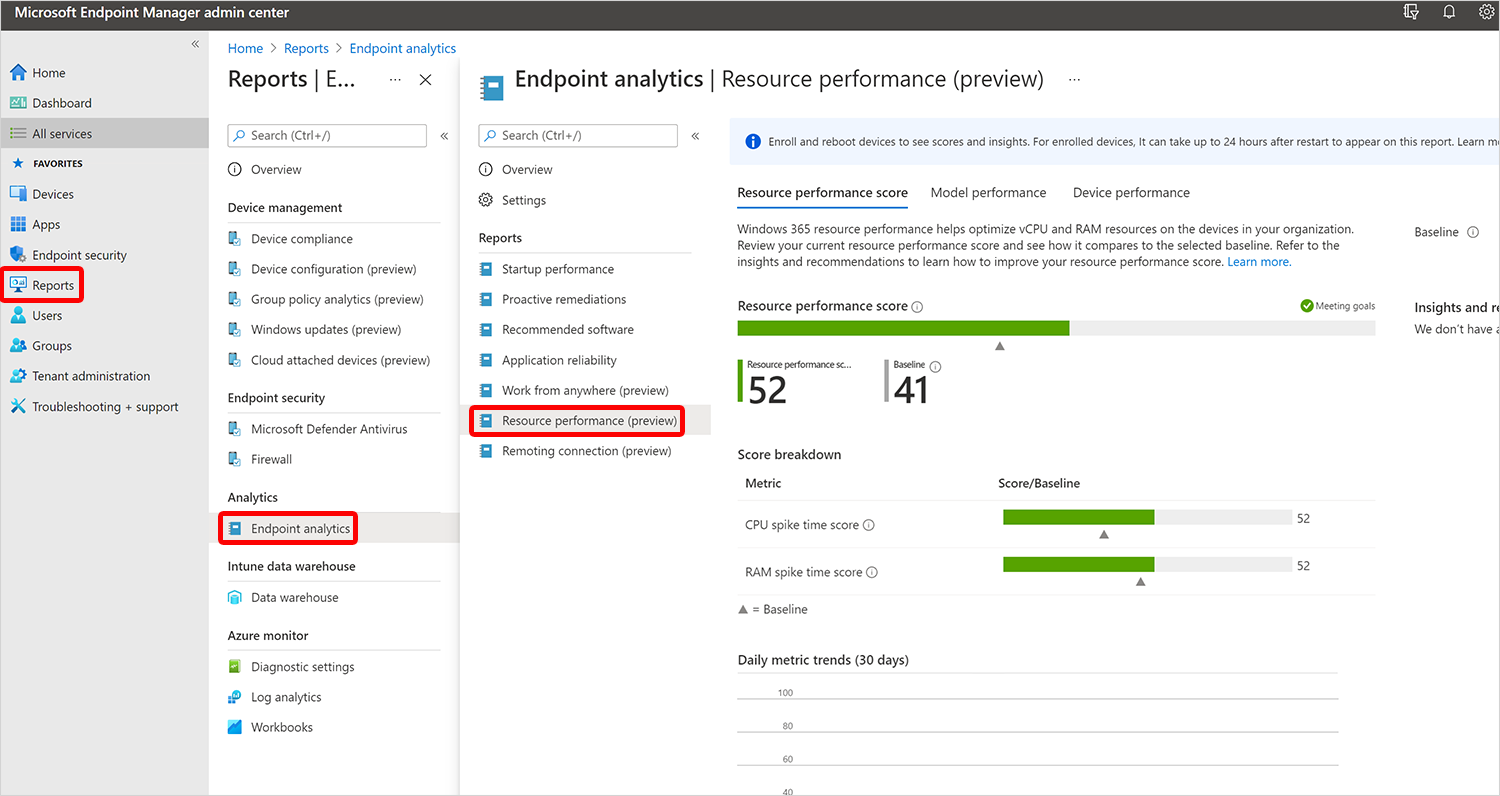 Microsoft Endpoint Manager admin center
Home
Dashboard
All services
FAVORITES
Devices
Apps
Endpoint security
Reports
Users
Groups
Tenant administration
Troubleshooting + support
Home > Reports > Endpoint analytics
Reports | E...
Search (Ctrl+/)
Overview
Device management
Device compliance
Device configuration (preview)
Group policy analytics (preview)
Windows updates (preview)
Cloud attached devices (preview)
Endpoint security
Microsoft Defender Antivirus
Firewall
Analytics
Endpoint analytics
Intune data warehouse
Data warehouse
Azure monitor
Diagnostic settings
Log analytics
Workbooks
Endpoint analytics | Resource performance (preview)
Search (Ctrl+/)
Overview
Settings
Reports
Startup performance
Proactive remediations
Recommended software
Application reliability
Work from anywhere (preview)
Resource performance (preview)
Remoting connection (preview)
Enroll and reboot devices to see scores and insights. For enrolled devices, It can take up to 24 hours after restart to appear on this report. Learn m
Resource performance score Model performance Device performance
Windows 365 resource performance helps optimize vCPU and RAM resources on the devices in your organization.
Review your current resource performance score and see how it compares to the selected baseline. Refer to the
insights and recommendations to learn how to improve your resource performance score. Learn more.
Baseline
Resource performance score
Meeting goals
Resource performance sc...
52
Baseline
41
Insights and re
We don't have a
Score breakdown
Metric Score/Baseline
CPU spike time score 52
RAM spike time score 52
▲ = Baseline
Daily metric trends (30 days)
100
80
60
40